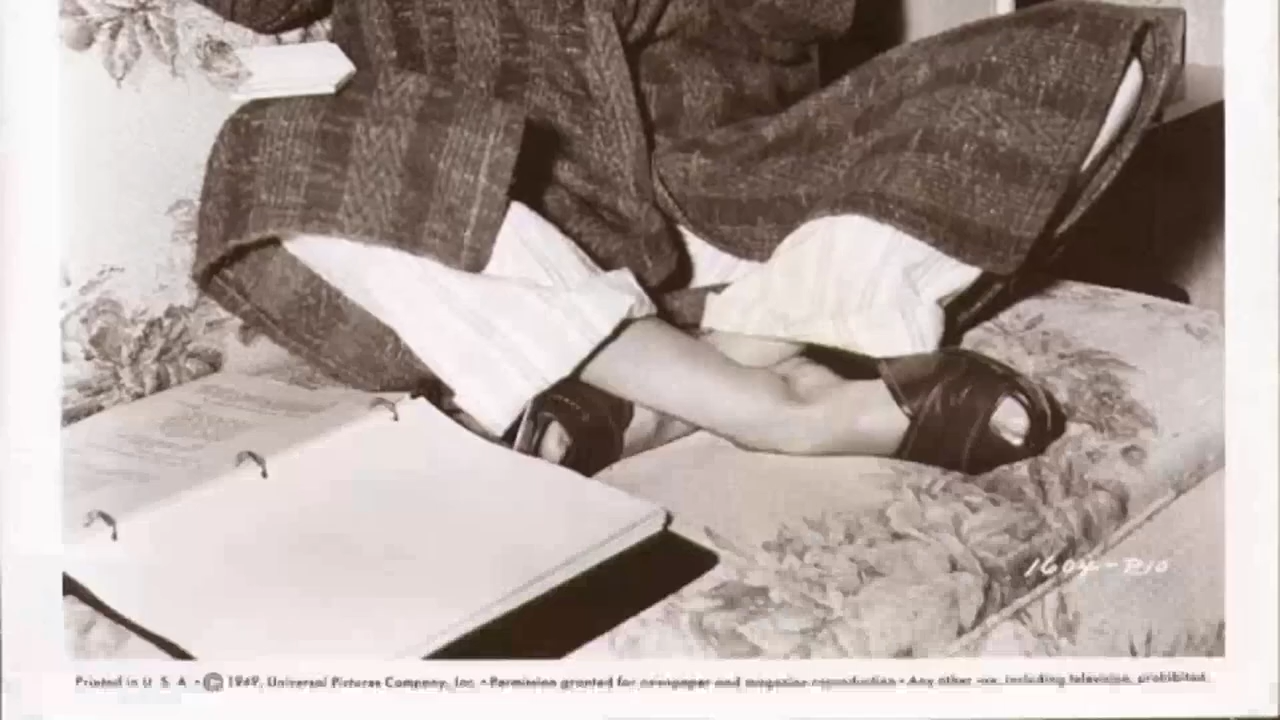 1604-P10
Printed in U. S. A. • © 1949, Universal Pictures Company, Inc. • Permission granted for newspaper and magazine reproduction • Any other use, including television, prohibited.